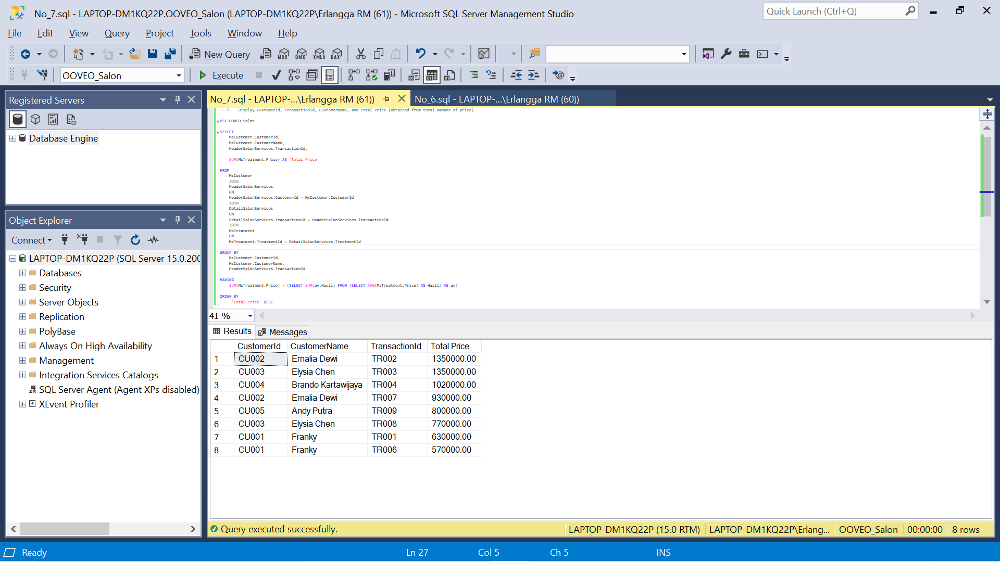 No_7.sql - LAPTOP-DM1KQ22P.OOVEO_Salon (LAPTOP-DM1KQ22P\Erlangga RM (61)) - Microsoft SQL Server Management Studio
Quick Launch (Ctrl+Q)
File Edit View Query Project Tools Window Help
New Query MDX DMX XMLA DAX
OOVEO_Salon Execute
Registered Servers
Database Engine
Object Explorer
Connect
LAPTOP-DM1KQ22P (SQL Server 15.0.200
Databases
Security
Server Objects
Replication
PolyBase
Always On High Availability
Management
Integration Services Catalogs
SQL Server Agent (Agent XPs disabled)
XEvent Profiler
No_7.sql - LAPTOP-...\Erlangga RM (61)) No_6.sql - LAPTOP-...\Erlangga RM (60))
---7. Display CustomerId, TransactionId, CustomerName, and Total Price (obtained from total amount of price)
USE OOVEO_Salon
SELECT
MsCustomer.CustomerId,
MsCustomer.CustomerName,
HeaderSalonServices.TransactionId,
SUM(MsTreatment.Price) AS 'Total Price'
FROM
MsCustomer
JOIN
HeaderSalonServices
ON
HeaderSalonServices.CustomerId = MsCustomer.CustomerId
JOIN
DetailSalonServices
ON
DetailSalonServices.TransactionId = HeaderSalonServices.TransactionId
JOIN
MsTreatment
ON
MsTreatment.TreatmentId = DetailSalonServices.TreatmentId
GROUP BY
MsCustomer.CustomerId,
MsCustomer.CustomerName,
HeaderSalonServices.TransactionId
HAVING
SUM(MsTreatment.Price) > (SELECT SUM(av.Hasil) FROM (SELECT AVG(MsTreatment.Price) AS Hasil) AS av)
ORDER BY
'Total Price' DESC
41 %
Results Messages
CustomerId CustomerName TransactionId Total Price
1 CU002 Ernalia Dewi TR002 1350000.00
2 CU003 Elysia Chen TR003 1350000.00
3 CU004 Brando Kartawijaya TR004 1020000.00
4 CU002 Ernalia Dewi TR007 930000.00
5 CU005 Andy Putra TR009 800000.00
6 CU003 Elysia Chen TR008 770000.00
7 CU001 Franky TR001 630000.00
8 CU001 Franky TR006 570000.00
Query executed successfully. LAPTOP-DM1KQ22P (15.0 RTM) LAPTOP-DM1KQ22P\Erlang... OOVEO_Salon 00:00:00 8 rows
Ready Ln 27 Col 5 Ch 5 INS